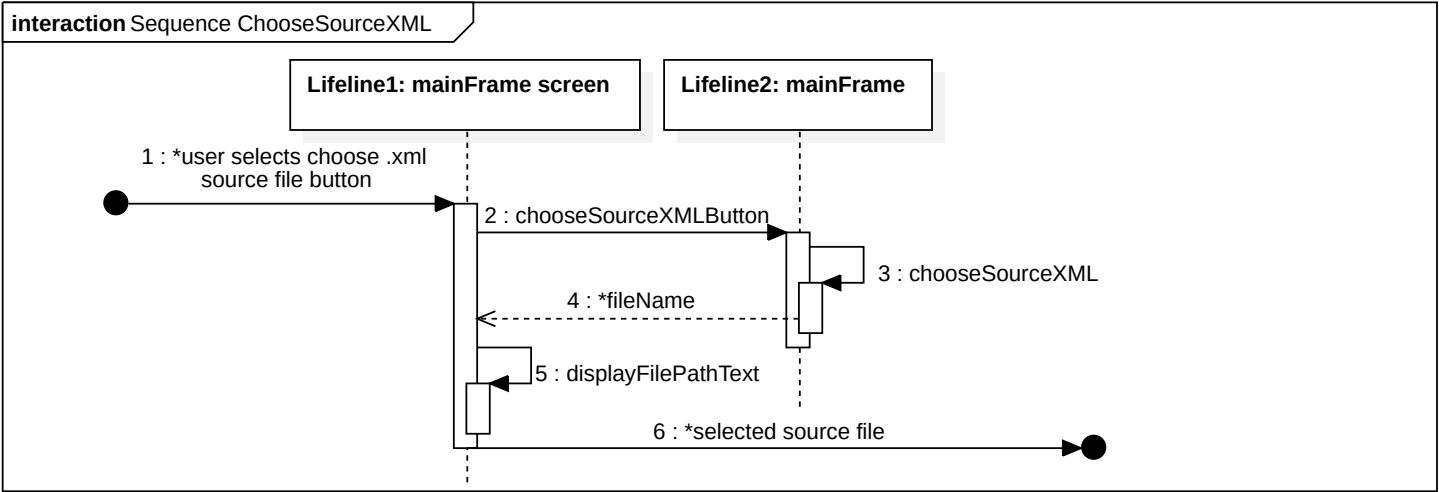 interaction Sequence ChooseSourceXML
Lifeline1: mainFrame screen
Lifeline2: mainFrame
1 : *user selects choose .xml
source file button
2 : chooseSourceXMLButton
3 : chooseSourceXML
4 : *fileName
5 : displayFilePathText
6 : *selected source file